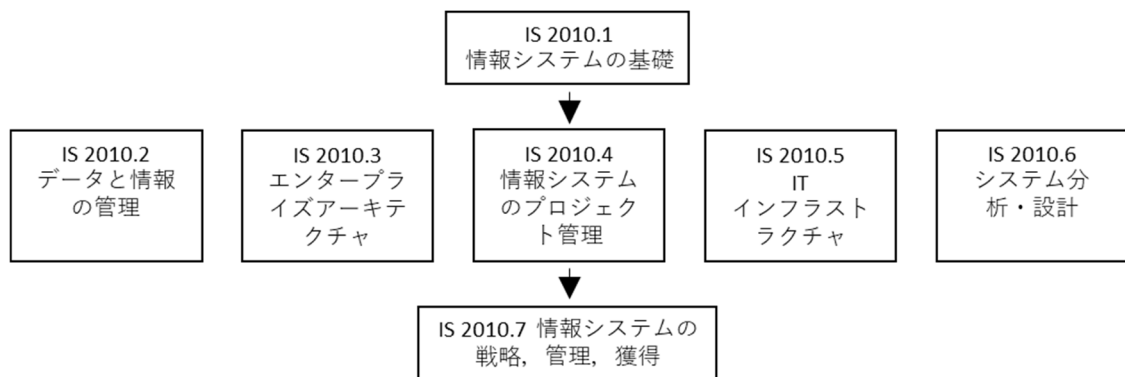 IS 2010.1
情報システムの基礎
IS 2010.2
データと情報
の管理
IS 2010.3
エンタープラ
イズアーキテ
クチャ
IS 2010.4
情報システム
のプロジェク
ト管理
IS 2010.5
IT
インフラスト
ラクチャ
IS 2010.6
システム分
析・設計
IS 2010.7 情報システムの
戦略，管理，獲得